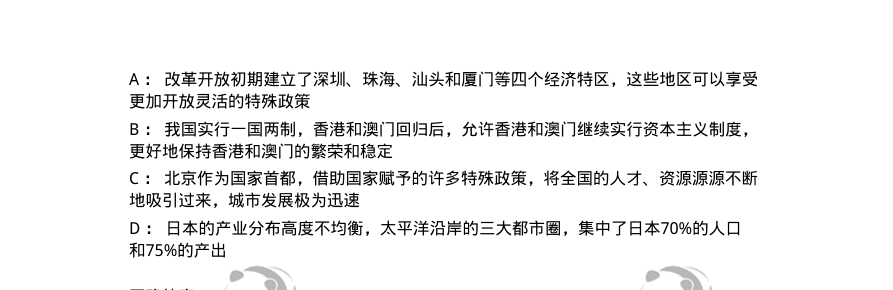 A： 改革开放初期建立了深圳、珠海、汕头和厦门等四个经济特区，这些地区可以享受
更加开放灵活的特殊政策
B： 我国实行一国两制，香港和澳门回归后，允许香港和澳门继续实行资本主义制度，
更好地保持香港和澳门的繁荣和稳定
C： 北京作为国家首都，借助国家赋予的许多特殊政策，将全国的人才、资源源源不断
地吸引过来，城市发展极为迅速
D： 日本的产业分布高度不均衡，太平洋沿岸的三大都市圈，集中了日本70%的人口
和75%的产出